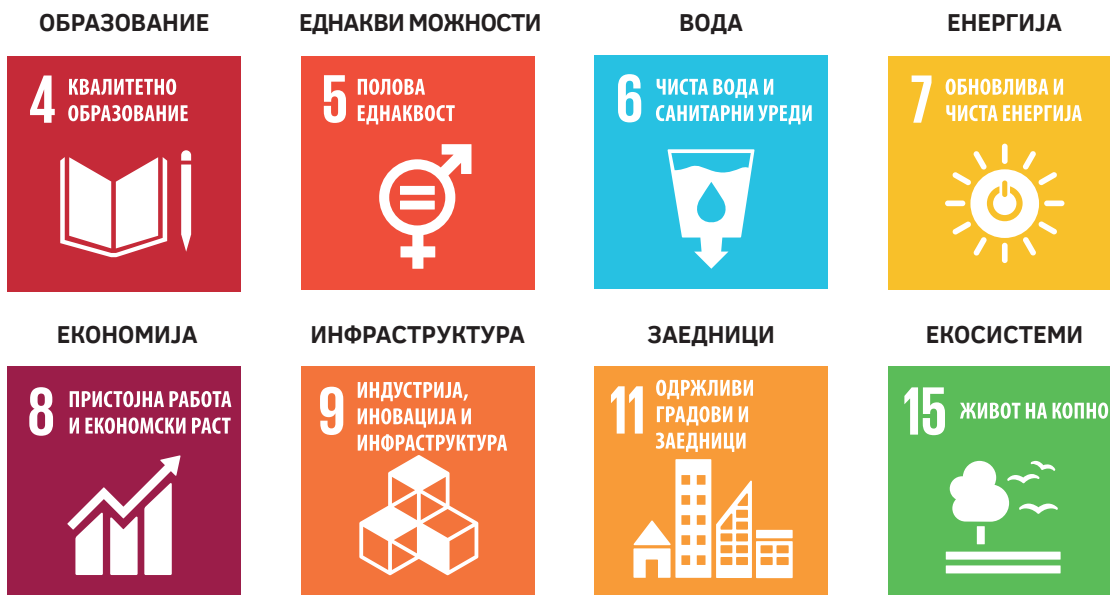 ОБРАЗОВАНИЕ
4 КВАЛИТЕТНО
ОБРАЗОВАНИЕ
ЕДНАКВИ МОЖНОСТИ
5 ПОЛОВА
ЕДНАКВОСТ
ВОДА
6 ЧИСТА ВОДА И
САНИТАРНИ УРЕДИ
ЕНЕРГИЈА
7 ОБНОВЛИВА И
ЧИСТА ЕНЕРГИЈА
ЕКОНОМИЈА
8 ПРИСТОЈНА РАБОТА
И ЕКОНОМСКИ РАСТ
ИНФРАСТРУКТУРА
9 ИНДУСТРИЈА,
ИНОВАЦИЈА И
ИНФРАСТРУКТУРА
ЗАЕДНИЦИ
11 ОДРЖЛИВИ
ГРАДОВИ И
ЗАЕДНИЦИ
ЕКОСИСТЕМИ
15 ЖИВОТ НА КОПНО